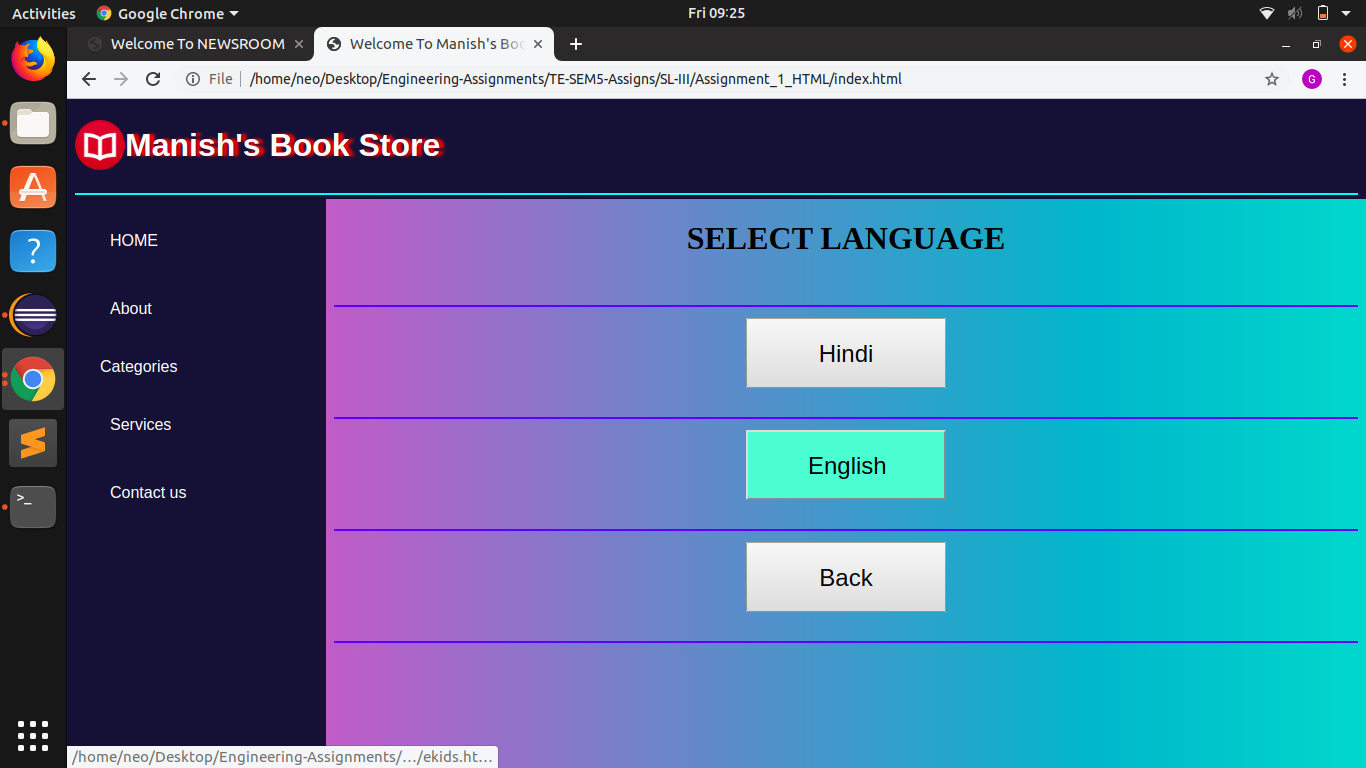 Activities Google Chrome Fri 09:25
Welcome To NEWSROOM Welcome To Manish's Boo
File /home/neo/Desktop/Engineering-Assignments/TE-SEM5-Assigns/SL-III/Assignment_1_HTML/index.html G
Manish's Book Store
HOME
About
Categories
Services
Contact us
SELECT LANGUAGE
Hindi
English
Back
/home/neo/Desktop/Engineering-Assignments/…/ekids.ht…